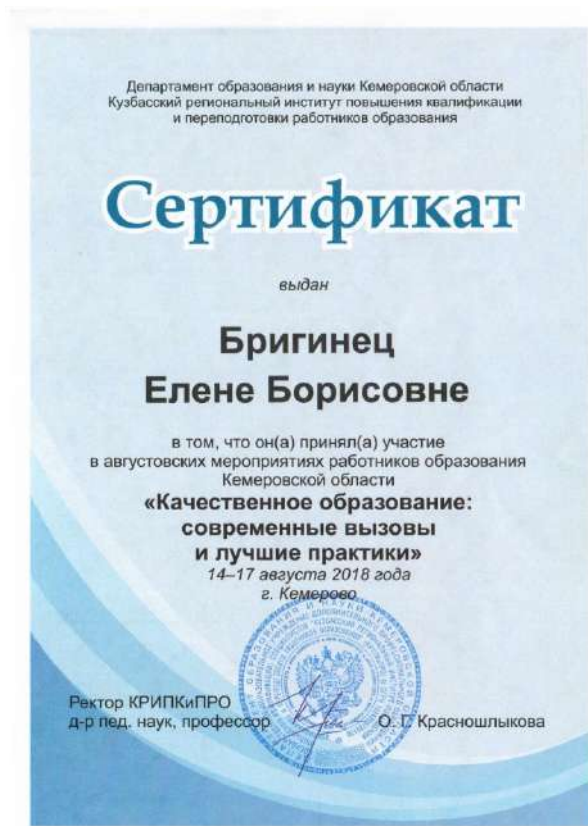 Департамент образования и науки Кемеровской области
Кузбасский региональный институт повышения квалификации
и переподготовки работников образования
Сертификат
выдан
Бригинец
Елене Борисовне
в том, что он(а) принял(а) участие
в августовских мероприятиях работников образования
Кемеровской области
«Качественное образование:
современные вызовы
и лучшие практики»
14–17 августа 2018 года
г. Кемерово
Ректор КРИПКиПРО
д-р пед. наук, профессор
О. Г. Красношлыкова